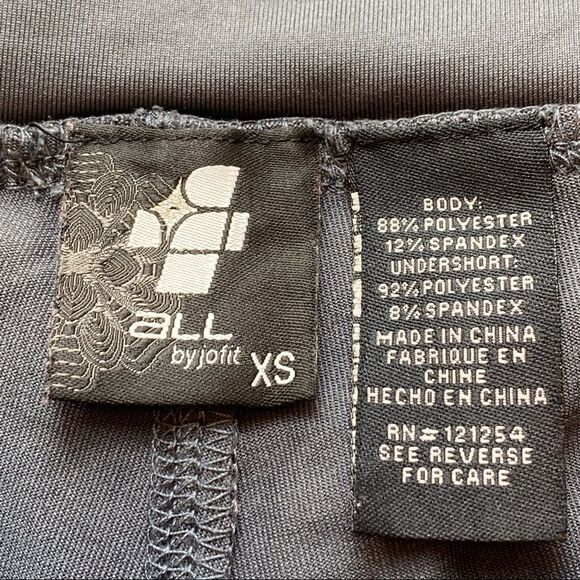 aLL
by jofit
XS
BODY:
88% POLYESTER
12% SPANDEX
UNDERSHORT:
92% POLYESTER
8% SPANDEX
MADE IN CHINA
FABRIQUE EN
CHINE
HECHO EN CHINA
RN# 121254
SEE REVERSE
FOR CARE